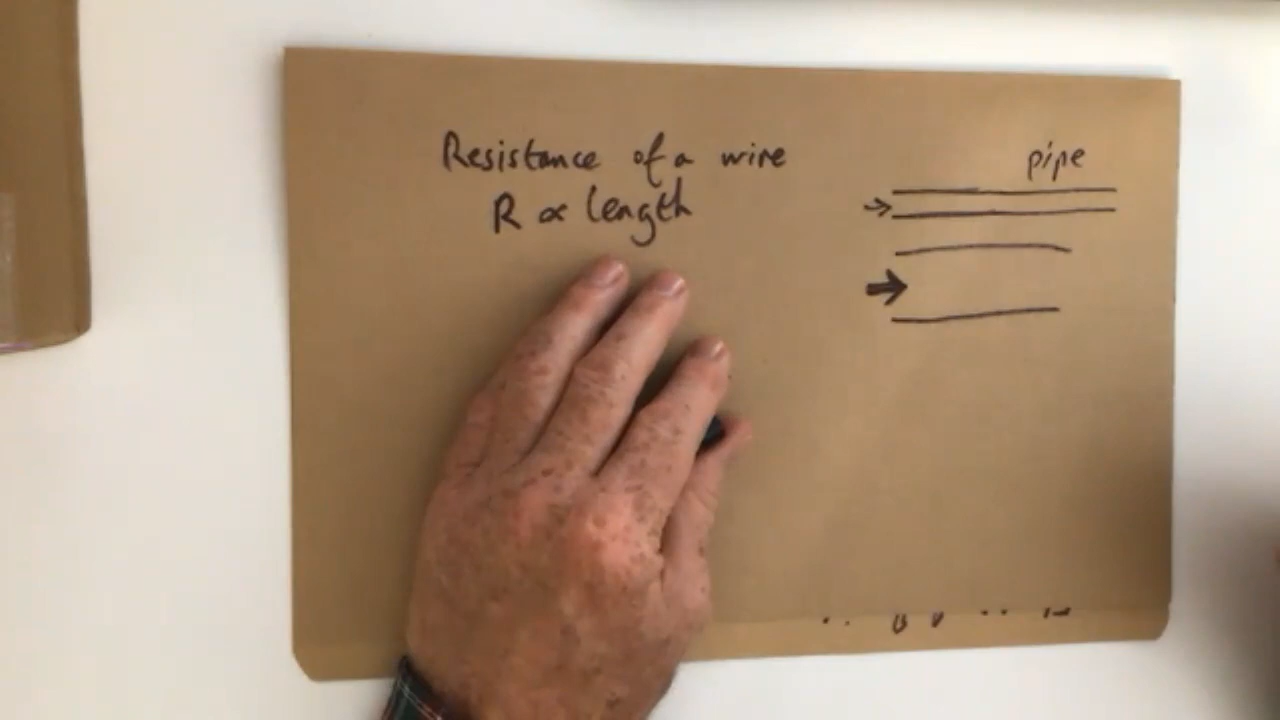 Resistance of a wire
R ∝ length
pipe